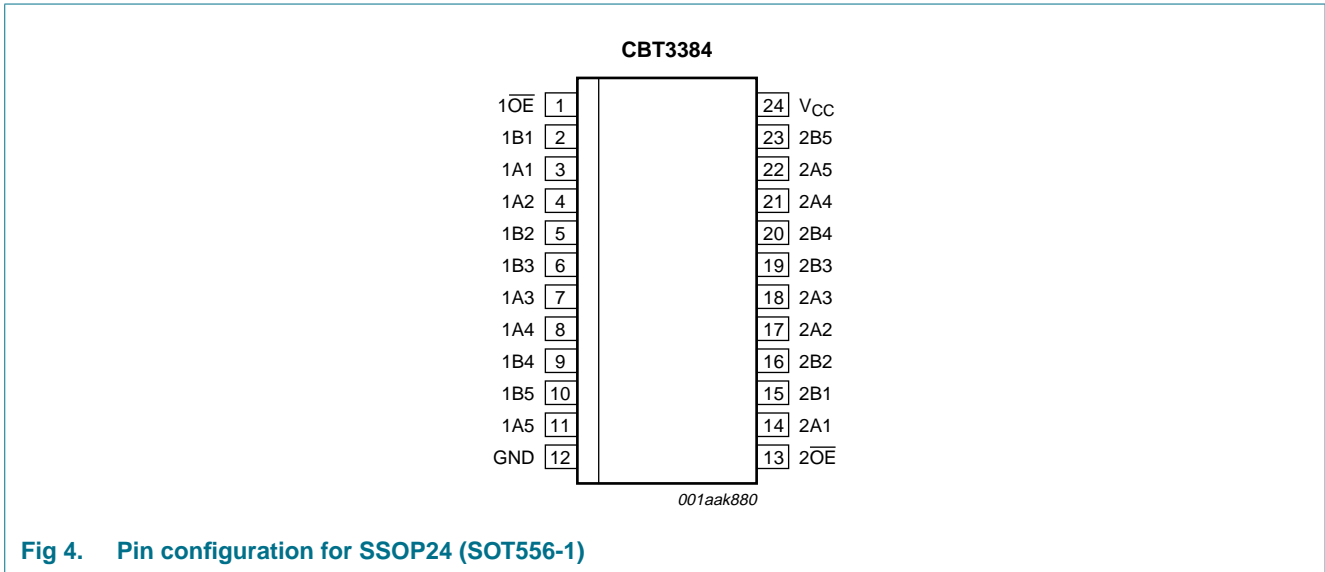 CBT3384
1O̅E̅ 1 24 VCC
1B1 2 23 2B5
1A1 3 22 2A5
1A2 4 21 2A4
1B2 5 20 2B4
1B3 6 19 2B3
1A3 7 18 2A3
1A4 8 17 2A2
1B4 9 16 2B2
1B5 10 15 2B1
1A5 11 14 2A1
GND 12 13 2O̅E̅
001aak880
Fig 4. Pin configuration for SSOP24 (SOT556-1)